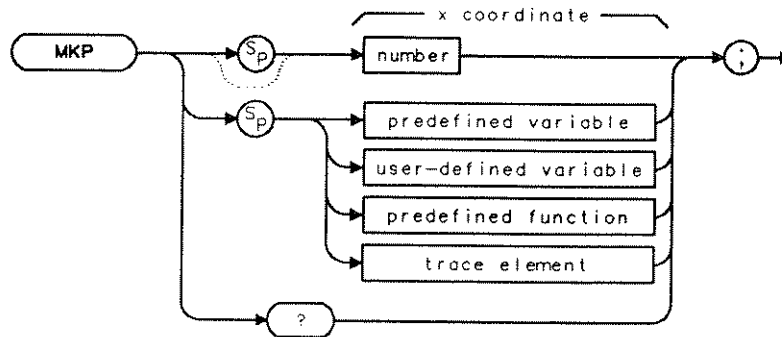 x coordinate
MKP
Sp
number
;
Sp
predefined variable
user-defined variable
predefined function
trace element
?